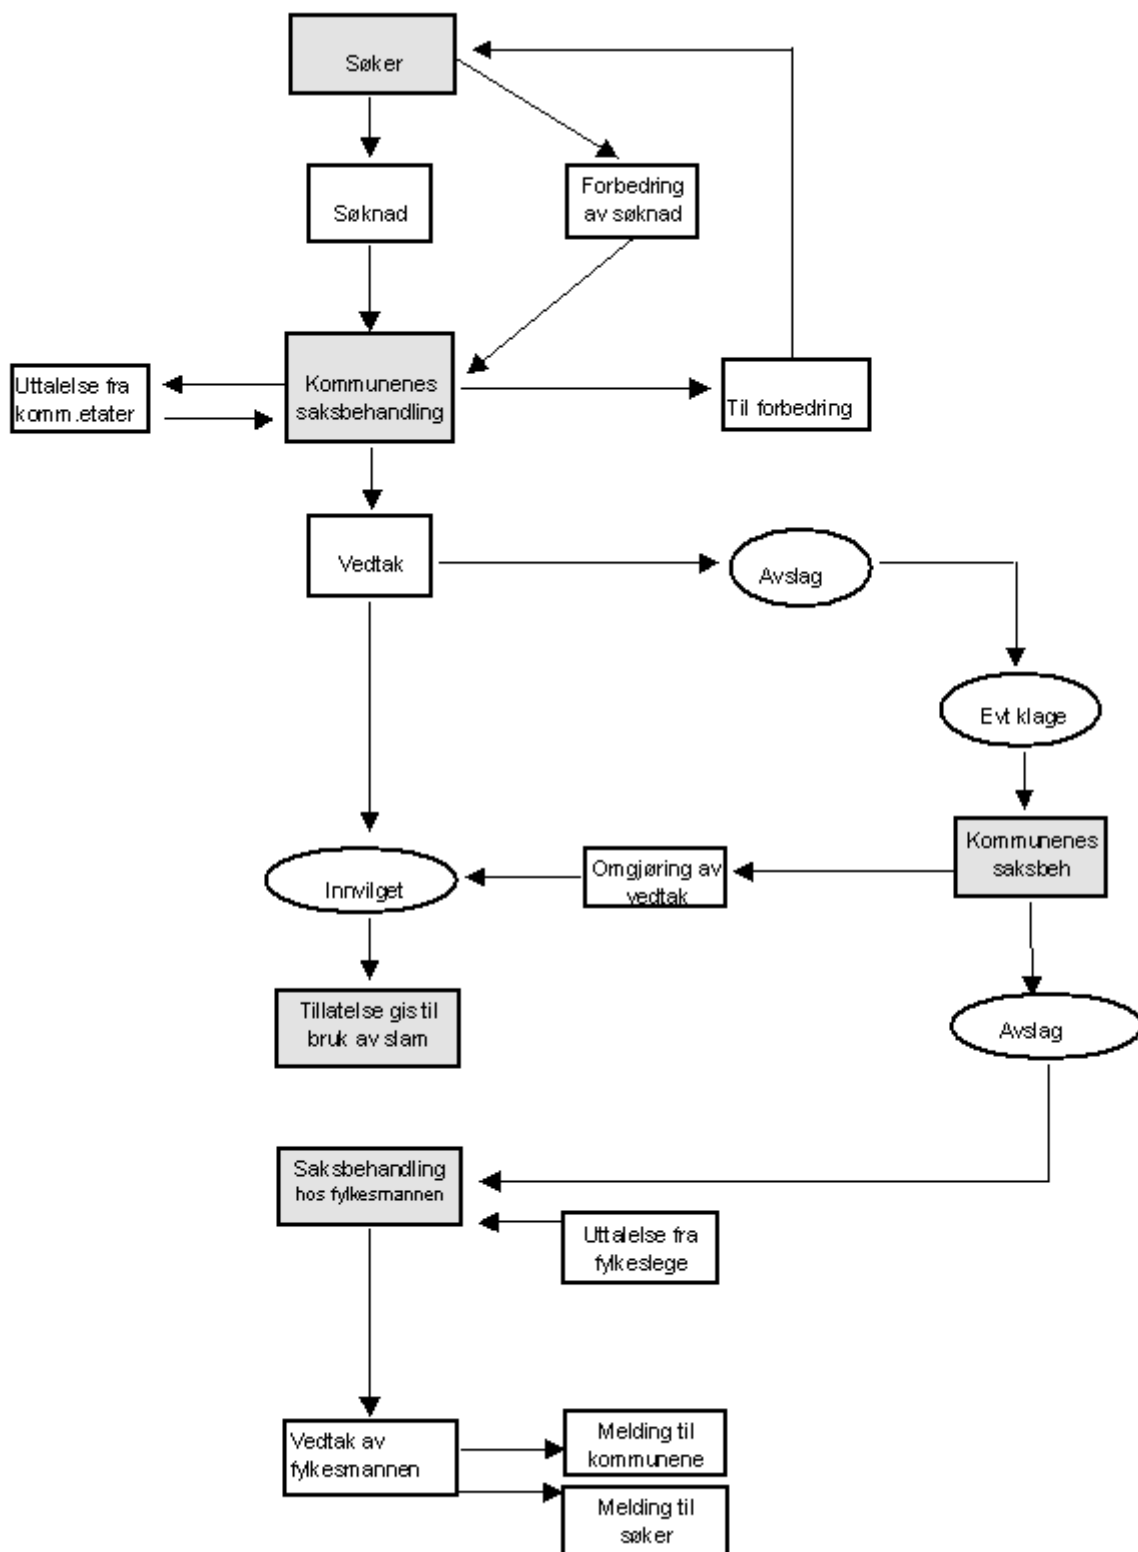 Søker
Søknad
Forbedring
av søknad
Uttalelse fra
komm.etater
Kommunenes
saksbehandling
Til forbedring
Vedtak
Avslag
Evt klage
Kommunenes
saksbeh
Omgjøring av
vedtak
Innvilget
Tillatelse gis til
bruk av slam
Avslag
Saksbehandling
hos fylkesmannen
Uttalelse fra
fylkeslege
Vedtak av
fylkesmannen
Melding til
kommunene
Melding til
søker